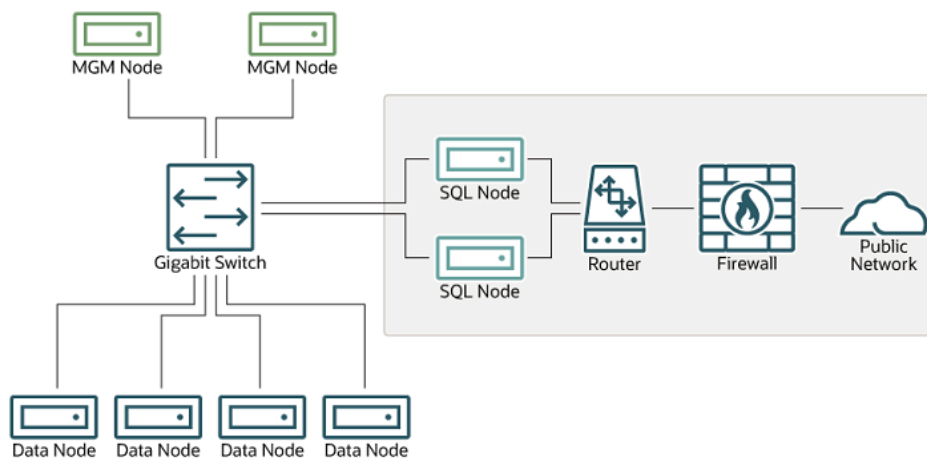 MGM Node
MGM Node
SQL Node
Gigabit Switch
SQL Node
Router
Firewall
Public
Network
Data Node
Data Node
Data Node
Data Node